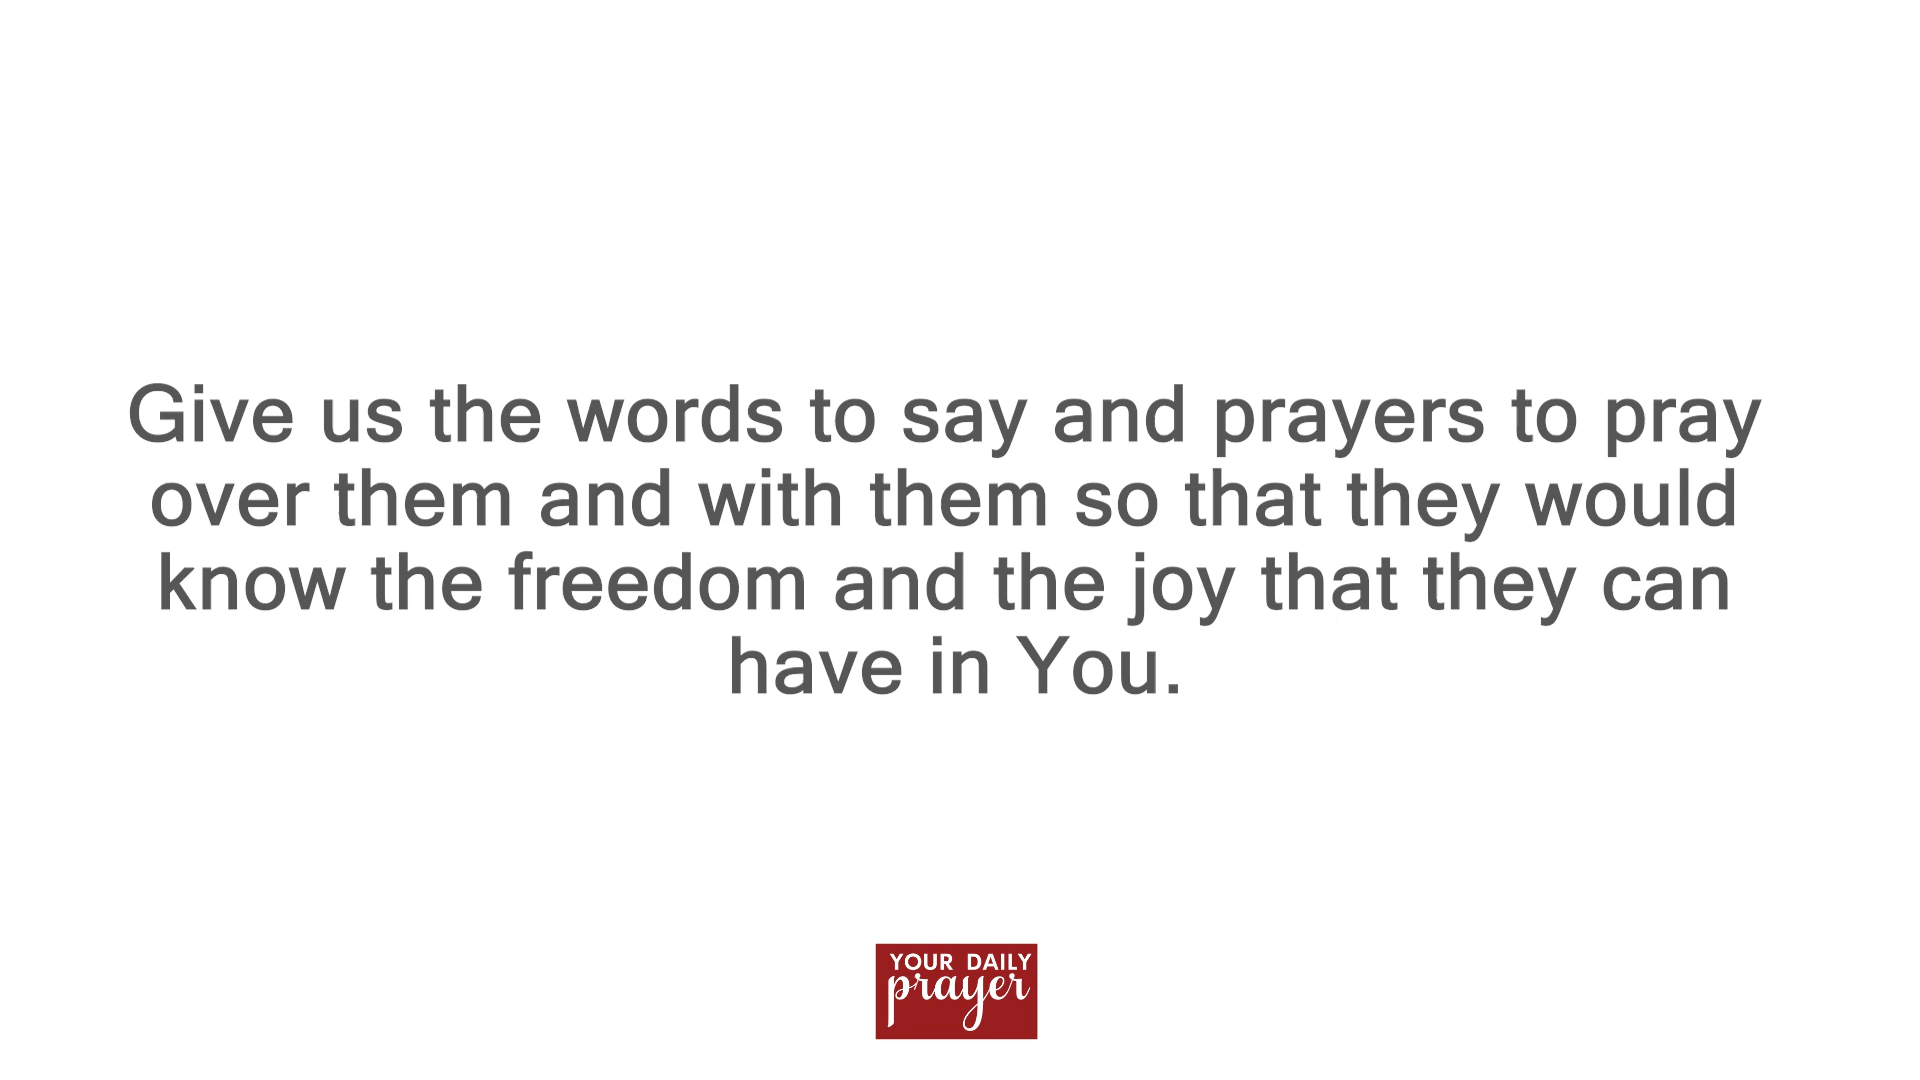 Give us the words to say and prayers to pray
over them and with them so that they would
know the freedom and the joy that they can
have in You.
YOUR DAILY
prayer